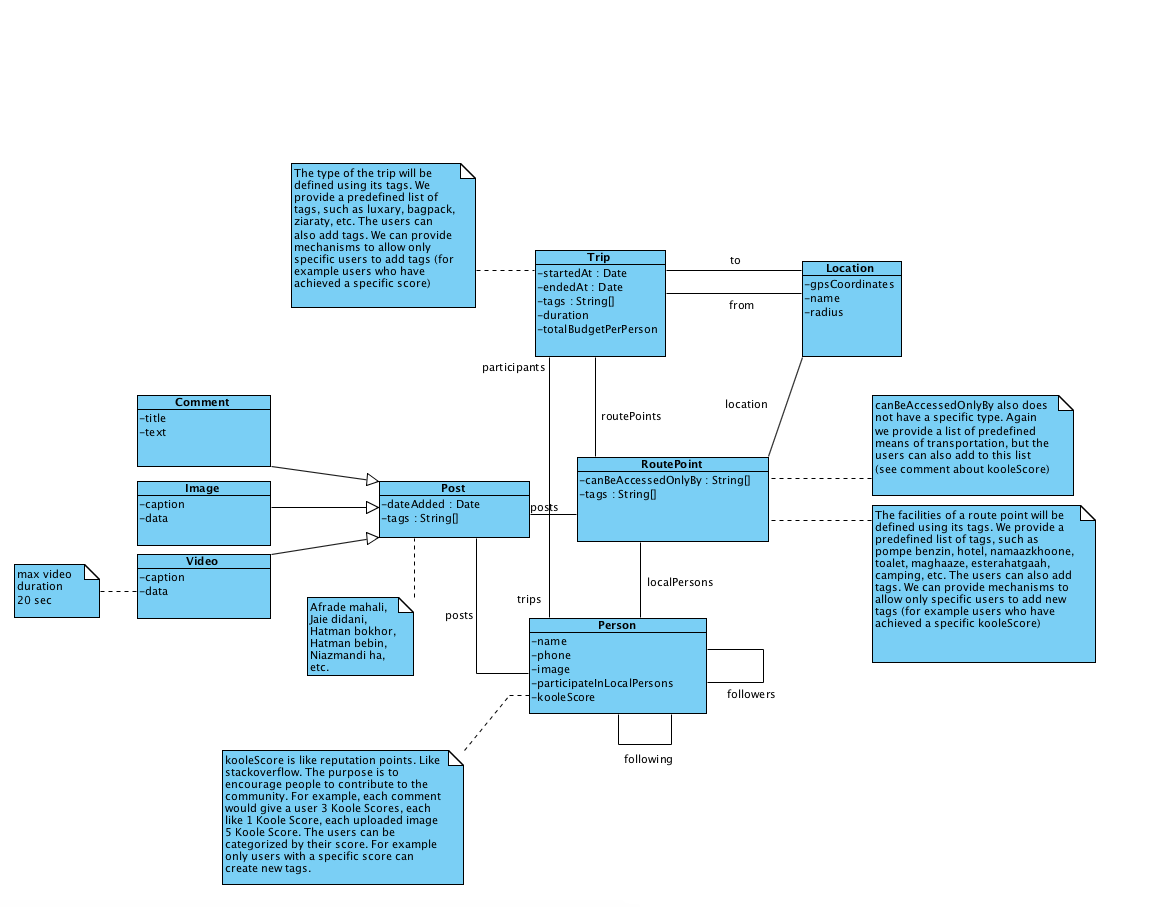 The type of the trip will be
defined using its tags. We
provide a predefined list of
tags, such as luxary, bagpack,
ziaraty, etc. The users can
also add tags. We can provide
mechanisms to allow only
specific users to add tags (for
example users who have
achieved a specific score)
Trip
-startedAt : Date
-endedAt : Date
-tags : String[]
-duration
-totalBudgetPerPerson
to
from
Location
-gpsCoordinates
-name
-radius
participants
routePoints
location
Comment
-title
-text
Image
-caption
-data
Video
-caption
-data
max video
duration
20 sec
Post
-dateAdded : Date
-tags : String[]
posts
RoutePoint
-canBeAccessedOnlyBy : String[]
-tags : String[]
canBeAccessedOnlyBy also does
not have a specific type. Again
we provide a list of predefined
means of transportation, but the
users can also add to this list
(see comment about kooleScore)
The facilities of a route point will be
defined using its tags. We provide a
predefined list of tags, such as
pompe benzin, hotel, namaazkhoone,
toalet, maghaaze, esterahatgaah,
camping, etc. The users can also add
tags. We can provide mechanisms to
allow only specific users to add new
tags (for example users who have
achieved a specific kooleScore)
Afrade mahali,
Jaie didani,
Hatman bokhor,
Hatman bebin,
Niazmandi ha,
etc.
posts
trips
localPersons
Person
-name
-phone
-image
-participateInLocalPersons
-kooleScore
followers
following
kooleScore is like reputation points. Like
stackoverflow. The purpose is to
encourage people to contribute to the
community. For example, each comment
would give a user 3 Koole Scores, each
like 1 Koole Score, each uploaded image
5 Koole Score. The users can be
categorized by their score. For example
only users with a specific score can
create new tags.